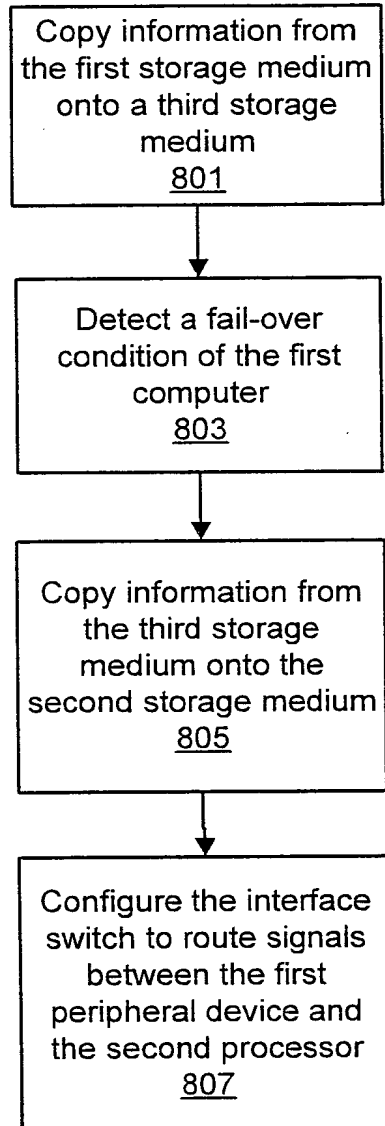 Copy information from
the first storage medium
onto a third storage
medium
801
Detect a fail-over
condition of the first
computer
803
Copy information from
the third storage
medium onto the
second storage medium
805
Configure the interface
switch to route signals
between the first
peripheral device and
the second processor
807